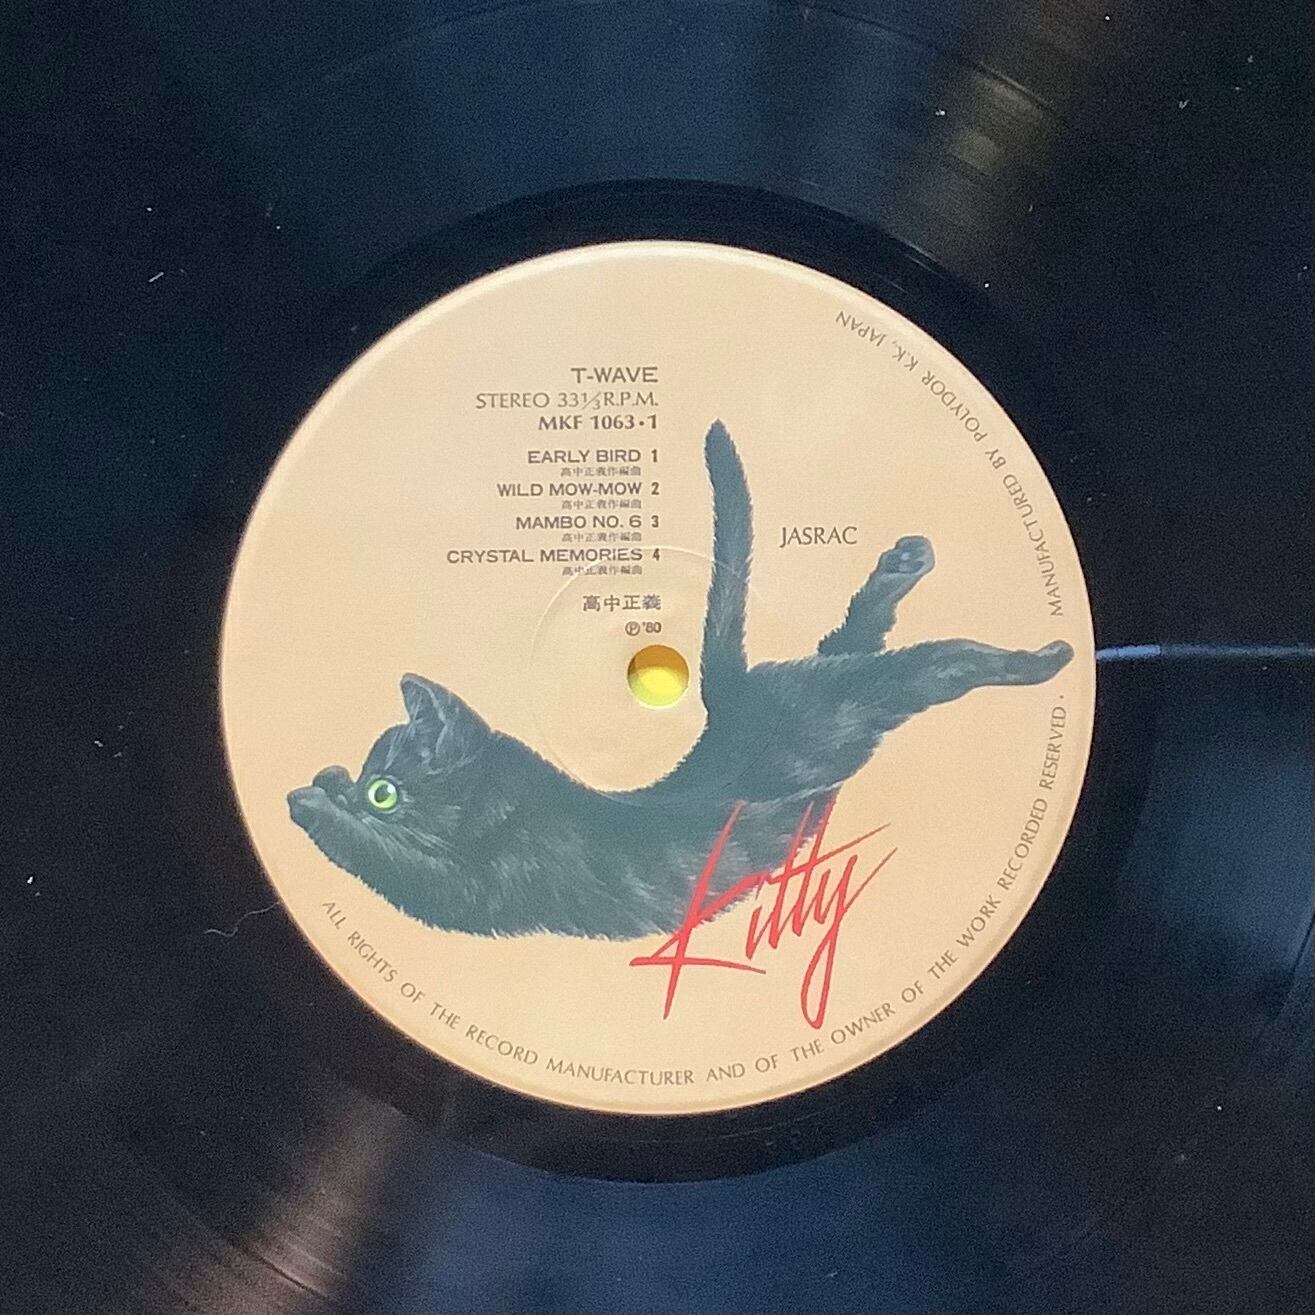 T-WAVE
STEREO 33⅓R.P.M.
MKF 1063・1
EARLY BIRD 1
高中正義作編曲
WILD MOW-MOW 2
高中正義作編曲
MAMBO NO. 6 3
高中正義作編曲
CRYSTAL MEMORIES 4
高中正義作編曲
高中正義
Ⓟ'80
JASRAC
Kitty
ALL RIGHTS OF THE RECORD MANUFACTURER AND OF THE OWNER OF THE WORK RECORDED RESERVED・MANUFACTURED BY POLYDOR K.K., JAPAN